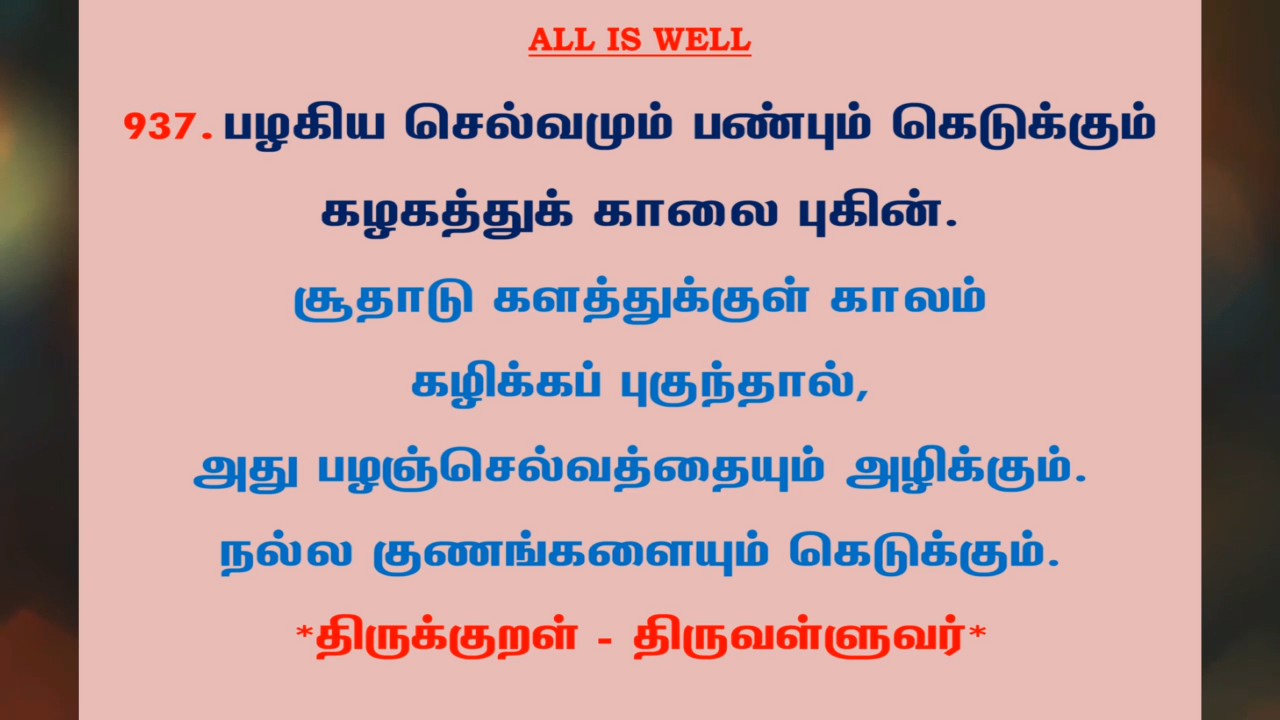 ALL IS WELL
937. பழகிய செல்வமும் பண்பும் கெடுக்கும்
கழகத்துக் காலை புகின்.
சூதாடு களத்துக்குள் காலம்
கழிக்கப் புகுந்தால்,
அது பழஞ்செல்வத்தையும் அழிக்கும்.
நல்ல குணங்களையும் கெடுக்கும்.
*திருக்குறள் - திருவள்ளுவர்*